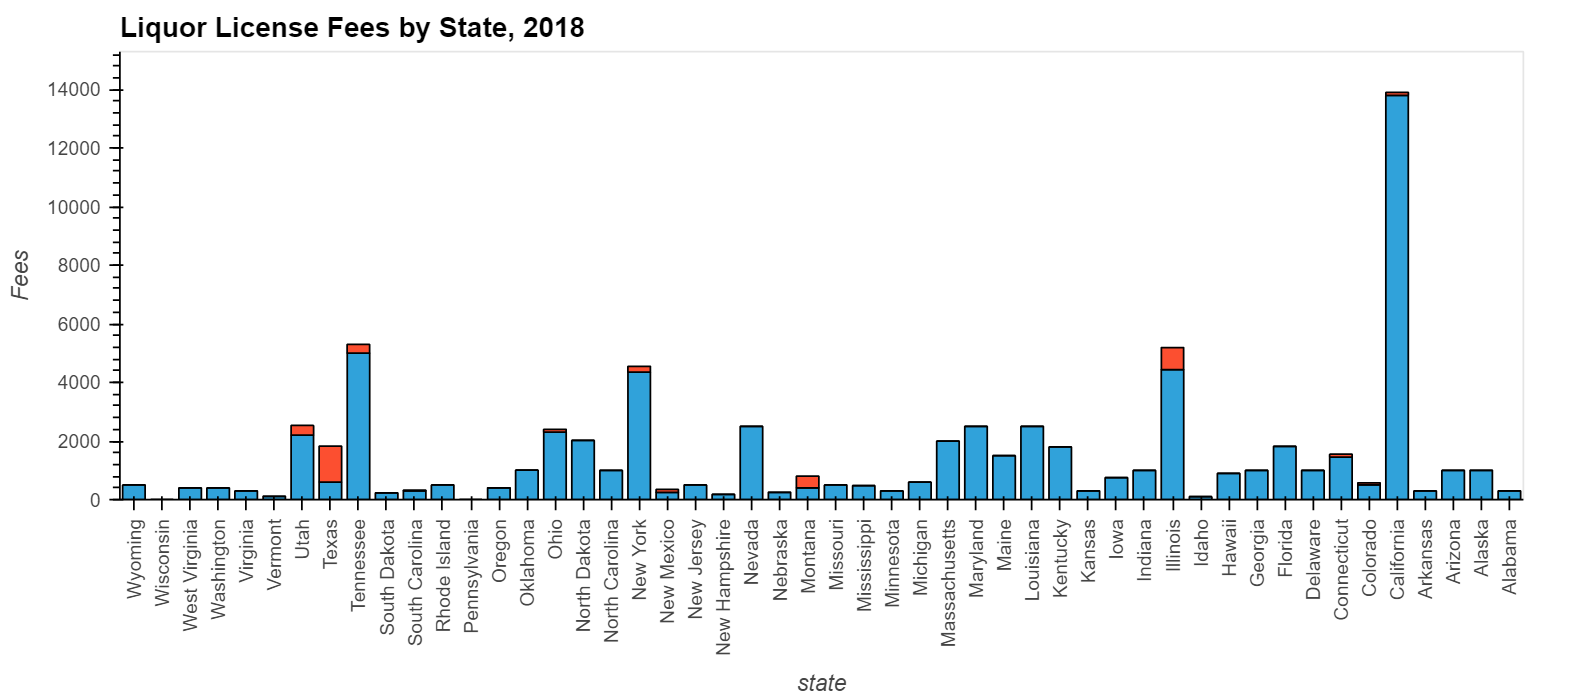 Liquor License Fees by State, 2018
14000
12000
10000
8000
6000
4000
2000
0
Fees
Wyoming
Wisconsin
West Virginia
Washington
Virginia
Vermont
Utah
Texas
Tennessee
South Dakota
South Carolina
Rhode Island
Pennsylvania
Oregon
Oklahoma
Ohio
North Dakota
North Carolina
New York
New Mexico
New Jersey
New Hampshire
Nevada
Nebraska
Montana
Missouri
Mississippi
Minnesota
Michigan
Massachusetts
Maryland
Maine
Louisiana
Kentucky
Kansas
Iowa
Indiana
Illinois
Idaho
Hawaii
Georgia
Florida
Delaware
Connecticut
Colorado
California
Arkansas
Arizona
Alaska
Alabama
state